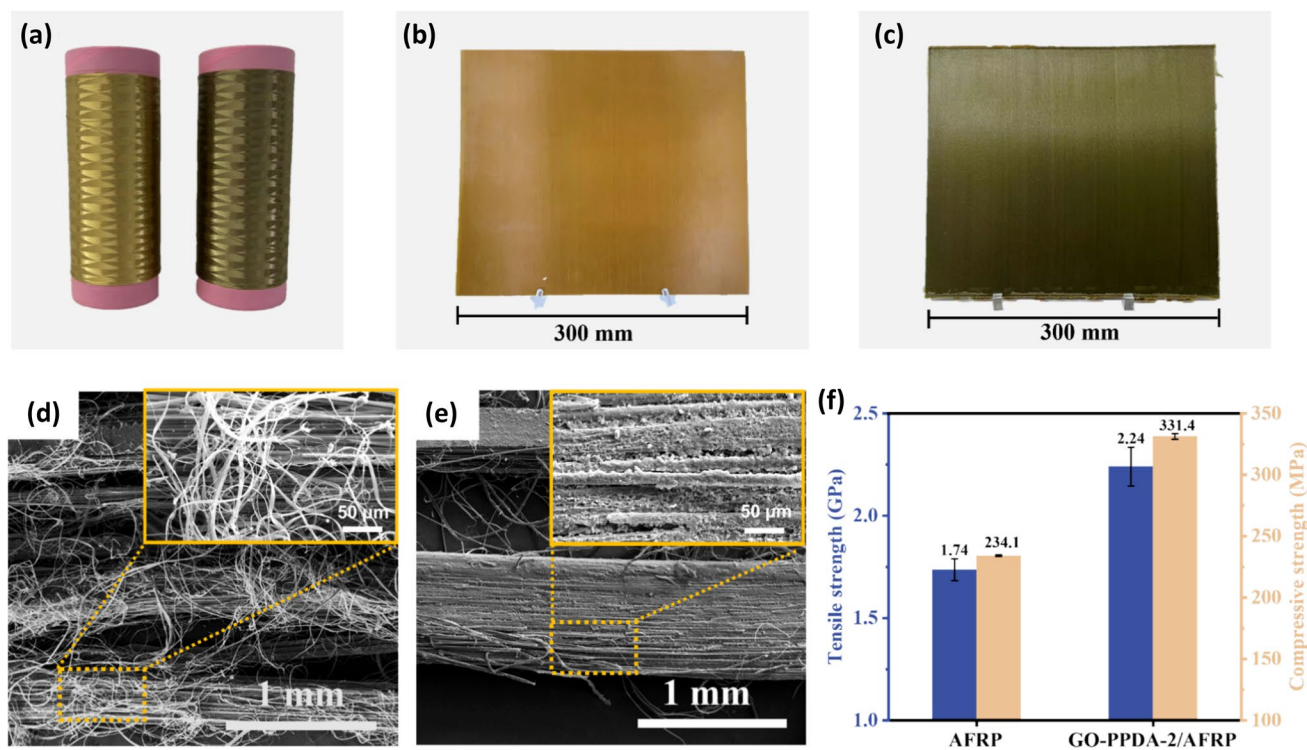 (a)
(b)
(c)
300 mm
300 mm
(d)
50 μm
1 mm
(e)
50 μm
1 mm
(f)
Tensile strength (GPa)
2.5
2.0
1.5
1.0
1.74
234.1
2.24
331.4
AFRP
GO-PPDA-2/AFRP
350
300
250
200
150
100
Compressive strength (MPa)